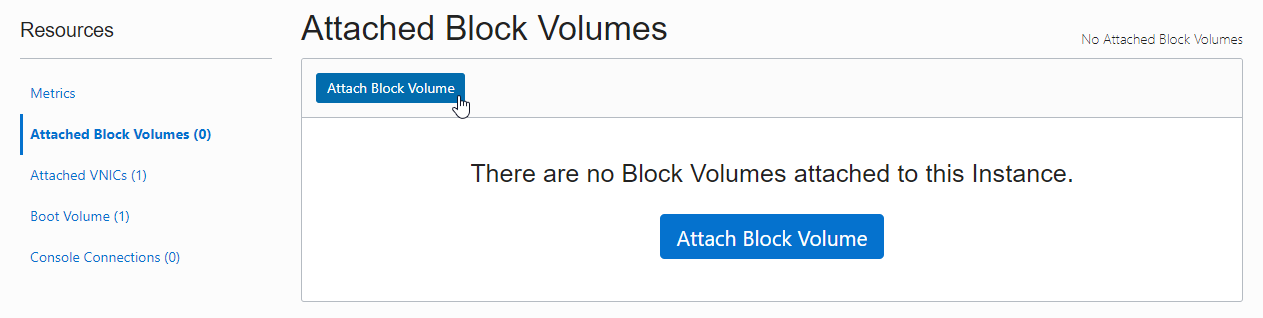 Resources
Metrics
Attached Block Volumes (0)
Attached VNICs (1)
Boot Volume (1)
Console Connections (0)
Attached Block Volumes
No Attached Block Volumes
Attach Block Volume
There are no Block Volumes attached to this Instance.
Attach Block Volume